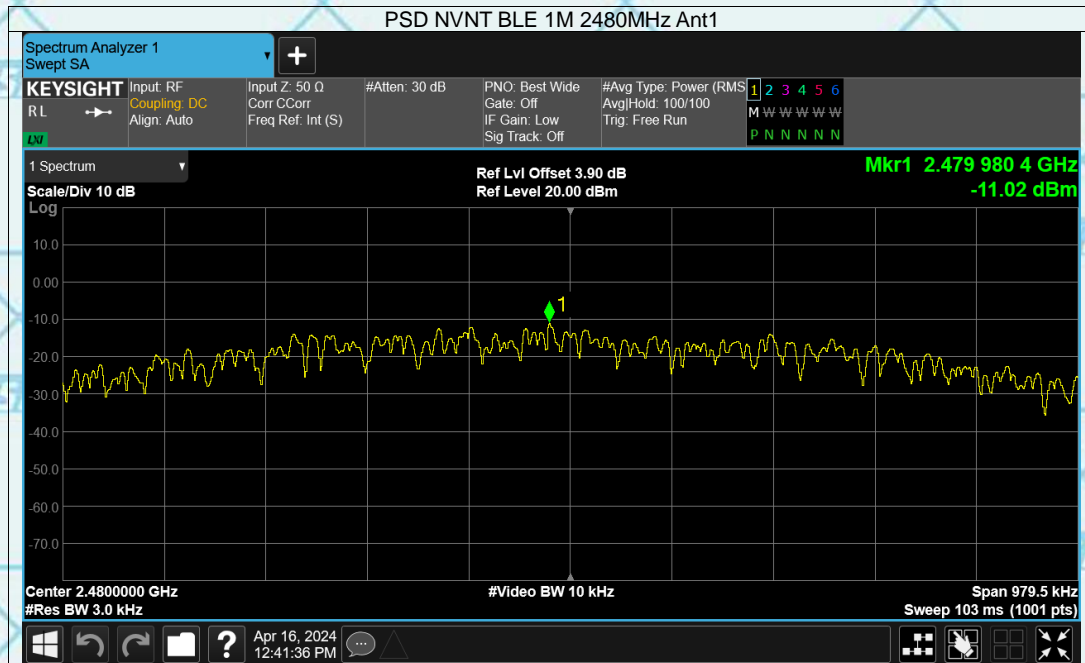 PSD NVNT BLE 1M 2480MHz Ant1
Spectrum Analyzer 1
Swept SA
+
KEYSIGHT
RL
LXI
Input: RF
Coupling: DC
Align: Auto
Input Z: 50 Ω
Corr CCorr
Freq Ref: Int (S)
#Atten: 30 dB
PNO: Best Wide
Gate: Off
IF Gain: Low
Sig Track: Off
#Avg Type: Power (RMS
Avg|Hold: 100/100
Trig: Free Run
1 2 3 4 5 6
M W W W W W
P N N N N N
1 Spectrum
Scale/Div 10 dB
Log
Ref Lvl Offset 3.90 dB
Ref Level 20.00 dBm
Mkr1 2.479 980 4 GHz
-11.02 dBm
10.0
0.00
-10.0
-20.0
-30.0
-40.0
-50.0
-60.0
-70.0
1
Center 2.4800000 GHz
#Res BW 3.0 kHz
#Video BW 10 kHz
Span 979.5 kHz
Sweep 103 ms (1001 pts)
?
Apr 16, 2024
12:41:36 PM